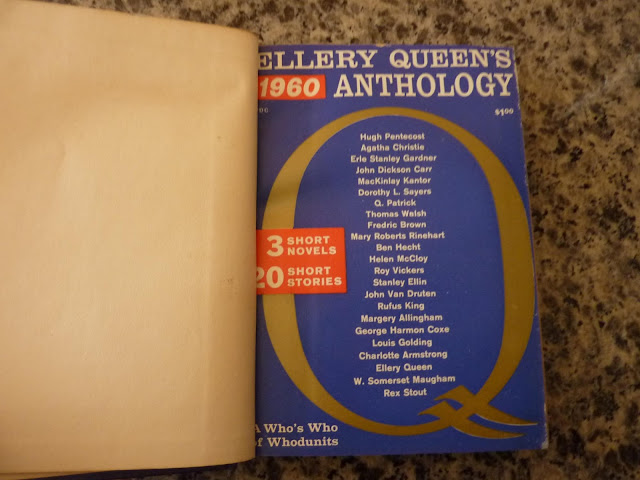 ELLERY QUEEN'S
1960 ANTHOLOGY
$1.00
Hugh Pentecost
Agatha Christie
Erle Stanley Gardner
John Dickson Carr
MacKinlay Kantor
Dorothy L. Sayers
Q. Patrick
Thomas Walsh
Fredric Brown
Mary Roberts Rinehart
Ben Hecht
Helen McCloy
Roy Vickers
Stanley Ellin
John Van Druten
Rufus King
Margery Allingham
George Harmon Coxe
Louis Golding
Charlotte Armstrong
Ellery Queen
W. Somerset Maugham
Rex Stout
3 SHORT
NOVELS
20 SHORT
STORIES
A Who's Who
of Whodunits